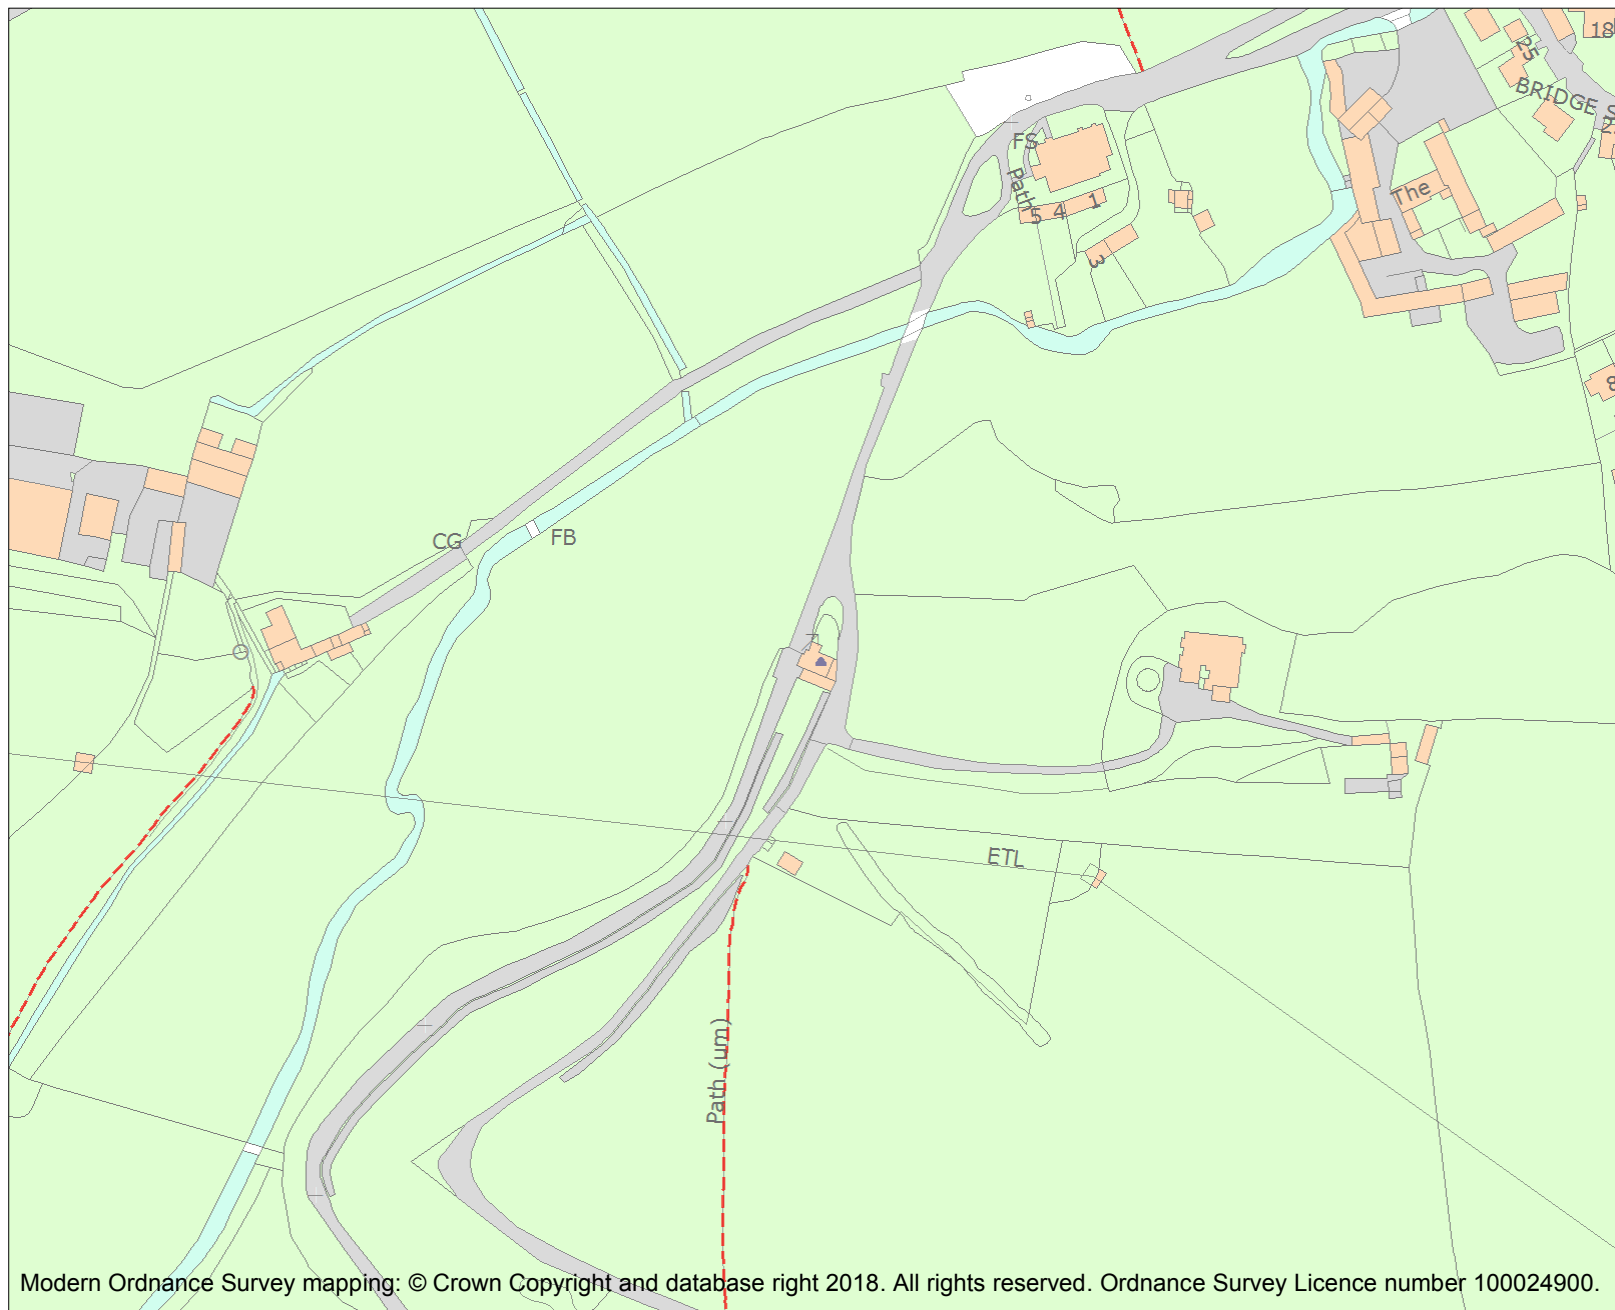 18
25
BRIDGE S
FS
Path
5 4 1
3
The
8
CG
FB
ETL
Path (um)
Modern Ordnance Survey mapping: © Crown Copyright and database right 2018. All rights reserved. Ordnance Survey Licence number 100024900.